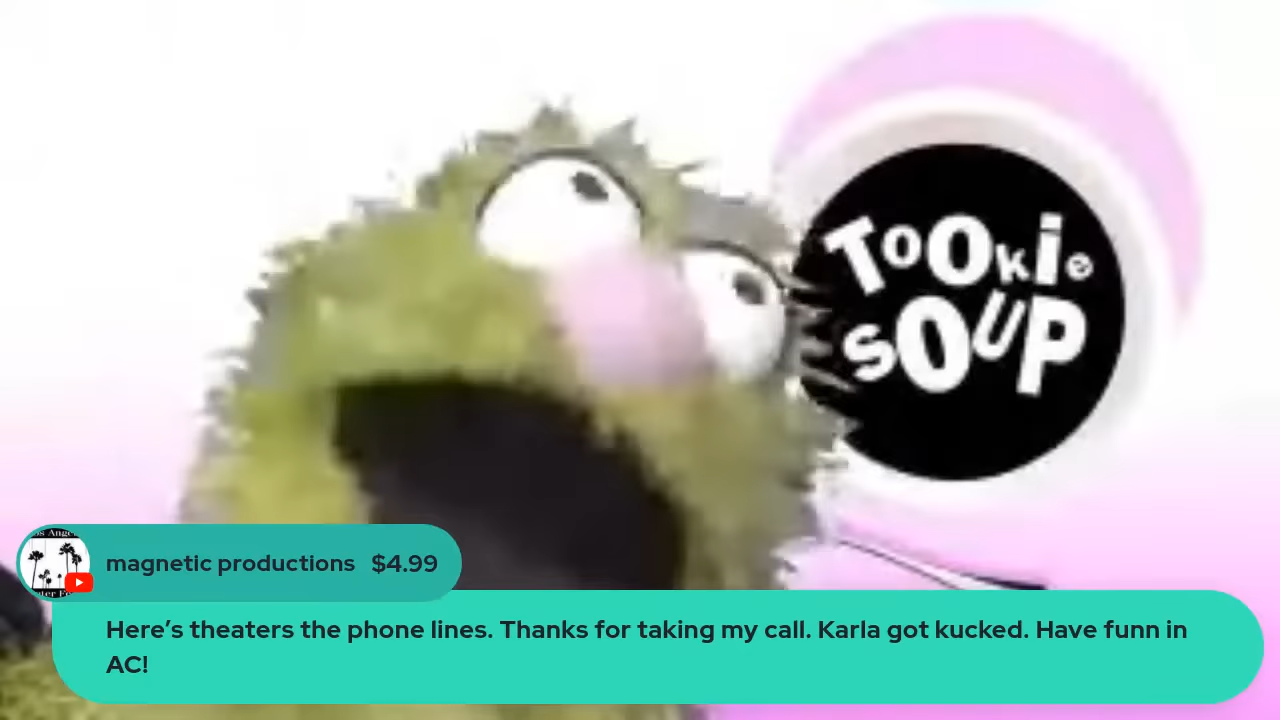 TOOKie
SOUP
magnetic productions $4.99
Here's theaters the phone lines. Thanks for taking my call. Karla got kucked. Have funn in
AC!